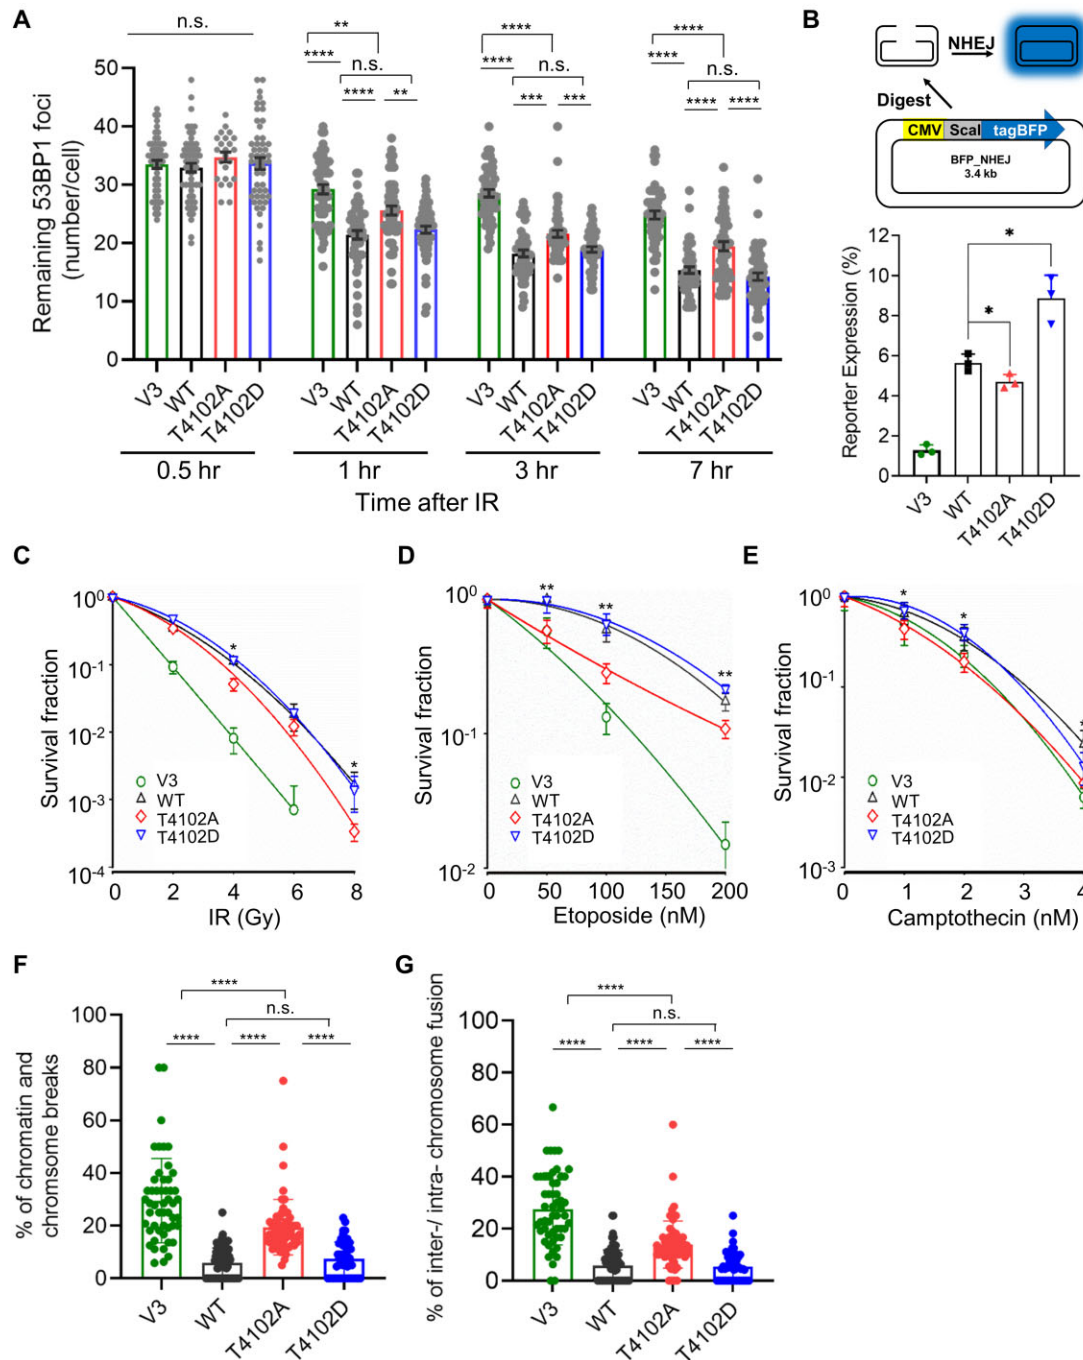 A
n.s.
**
****
n.s.
****
**
****
****
n.s.
***
***
****
****
n.s.
****
****
Remaining 53BP1 foci
(number/cell)
50
40
30
20
10
0
V3
WT
T4102A
T4102D
V3
WT
T4102A
T4102D
V3
WT
T4102A
T4102D
V3
WT
T4102A
T4102D
0.5 hr
1 hr
3 hr
7 hr
Time after IR
B
NHEJ
Digest
CMV
ScaI
tagBFP
BFP_NHEJ
3.4 kb
Reporter Expression (%)
12
10
8
6
4
2
0
*
*
V3
WT
T4102A
T4102D
C
Survival fraction
10^0
10^-1
10^-2
10^-3
10^-4
*
*
V3
WT
T4102A
T4102D
0
2
4
6
8
IR (Gy)
D
Survival fraction
10^0
10^-1
10^-2
**
**
**
V3
WT
T4102A
T4102D
0
50
100
150
200
Etoposide (nM)
E
Survival fraction
10^0
10^-1
10^-2
10^-3
*
*
*
V3
WT
T4102A
T4102D
0
1
2
3
4
Camptothecin (nM)
F
% of chromatin and
chromsome breaks
100
80
60
40
20
0
****
n.s.
****
****
****
V3
WT
T4102A
T4102D
G
% of inter-/ intra- chromosome fusion
100
80
60
40
20
0
****
n.s.
****
****
****
V3
WT
T4102A
T4102D